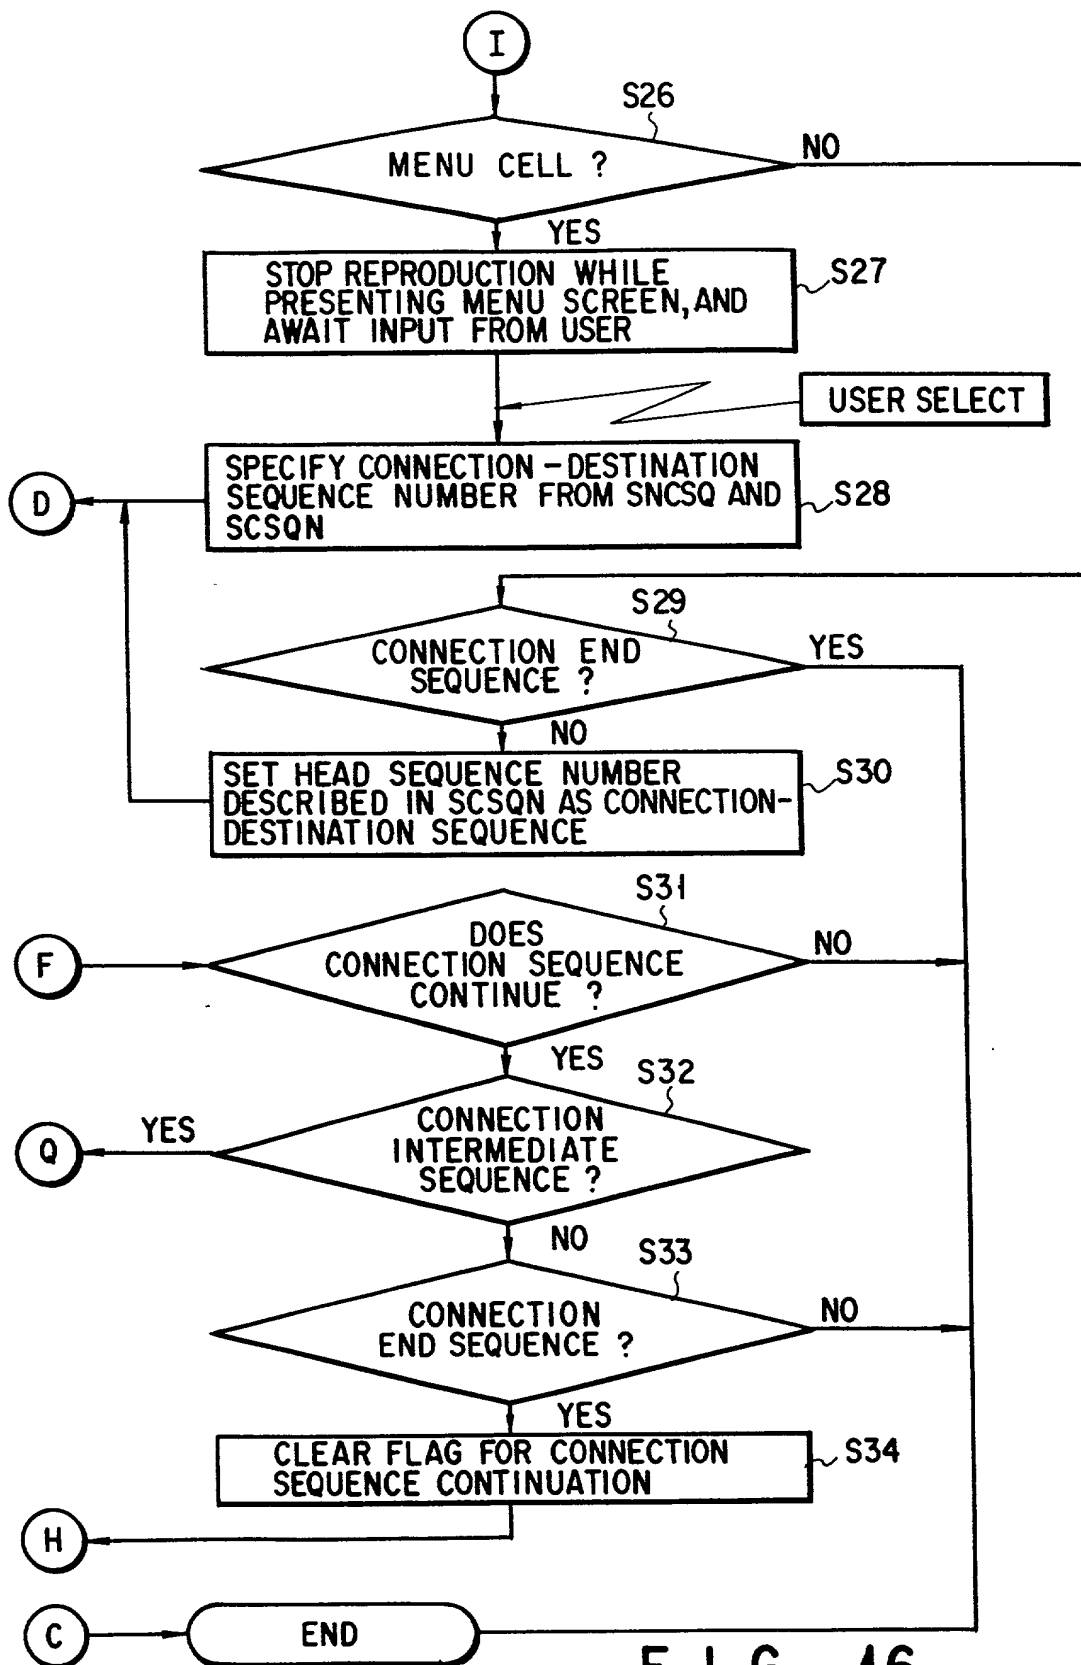 I
S26
MENU CELL ?
NO
YES
STOP REPRODUCTION WHILE
PRESENTING MENU SCREEN, AND
AWAIT INPUT FROM USER
S27
USER SELECT
SPECIFY CONNECTION-DESTINATION
SEQUENCE NUMBER FROM SNCSQ AND
SCSQN
S28
D
S29
CONNECTION END
SEQUENCE ?
YES
NO
SET HEAD SEQUENCE NUMBER
DESCRIBED IN SCSQN AS CONNECTION-
DESTINATION SEQUENCE
S30
S31
F
DOES
CONNECTION SEQUENCE
CONTINUE ?
NO
YES
S32
Q
YES
CONNECTION
INTERMEDIATE
SEQUENCE ?
NO
S33
CONNECTION
END SEQUENCE ?
NO
YES
CLEAR FLAG FOR CONNECTION
SEQUENCE CONTINUATION
S34
H
C
END
FIG. 46